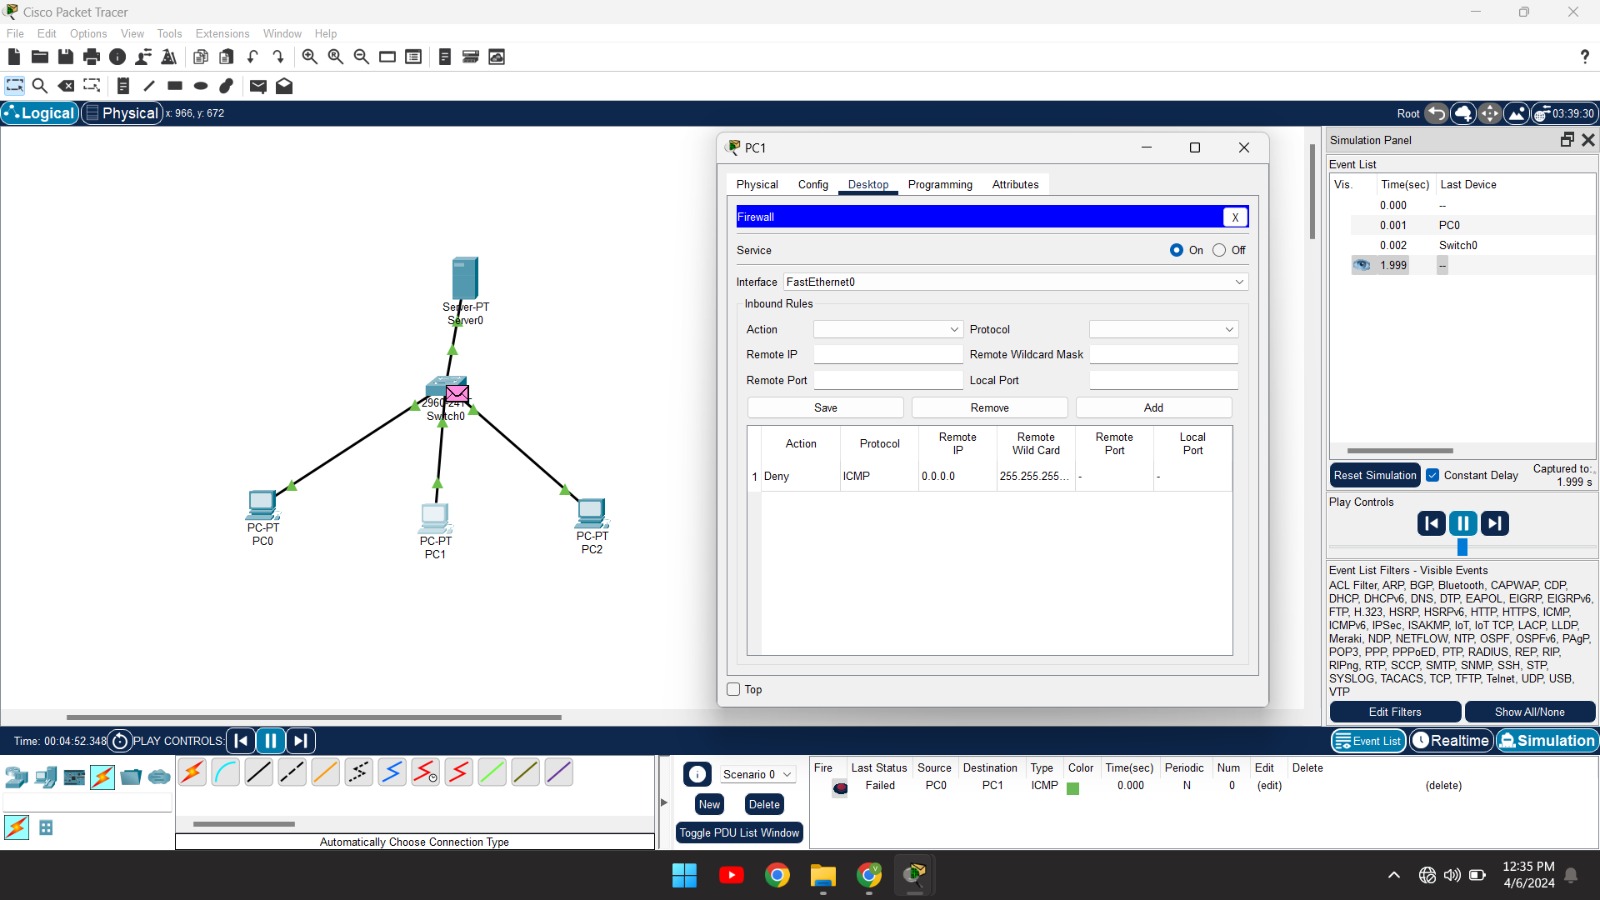 Cisco Packet Tracer
File Edit Options View Tools Extensions Window Help
?
Logical Physical x: 966, y: 672
Root 03:39:30
Server-PT
Server0
Switch0
PC-PT
PC0
PC-PT
PC1
PC-PT
PC2
PC1
Physical Config Desktop Programming Attributes
Firewall X
Service On Off
Interface FastEthernet0
Inbound Rules
Action Protocol
Remote IP Remote Wildcard Mask
Remote Port Local Port
Save Remove Add
Action Protocol Remote IP Remote Wild Card Remote Port Local Port
1 Deny ICMP 0.0.0.0 255.255.255... - -
Top
Simulation Panel
Event List
Vis. Time(sec) Last Device
0.000 --
0.001 PC0
0.002 Switch0
1.999 --
Reset Simulation Constant Delay Captured to:
1.999 s
Play Controls
Event List Filters - Visible Events
ACL Filter, ARP, BGP, Bluetooth, CAPWAP, CDP,
DHCP, DHCPv6, DNS, DTP, EAPOL, EIGRP, EIGRPv6,
FTP, H.323, HSRP, HSRPv6, HTTP, HTTPS, ICMP,
ICMPv6, IPSec, ISAKMP, IoT, IoT TCP, LACP, LLDP,
Meraki, NDP, NETFLOW, NTP, OSPF, OSPFv6, PAgP,
POP3, PPP, PPPoED, PTP, RADIUS, REP, RIP,
RIPng, RTP, SCCP, SMTP, SNMP, SSH, STP,
SYSLOG, TACACS, TCP, TFTP, Telnet, UDP, USB,
VTP
Edit Filters Show All/None
Time: 00:04:52.348 PLAY CONTROLS:
Event List Realtime Simulation
Automatically Choose Connection Type
Scenario 0
New Delete
Toggle PDU List Window
Fire Last Status Source Destination Type Color Time(sec) Periodic Num Edit Delete
Failed PC0 PC1 ICMP 0.000 N 0 (edit) (delete)
12:35 PM
4/6/2024